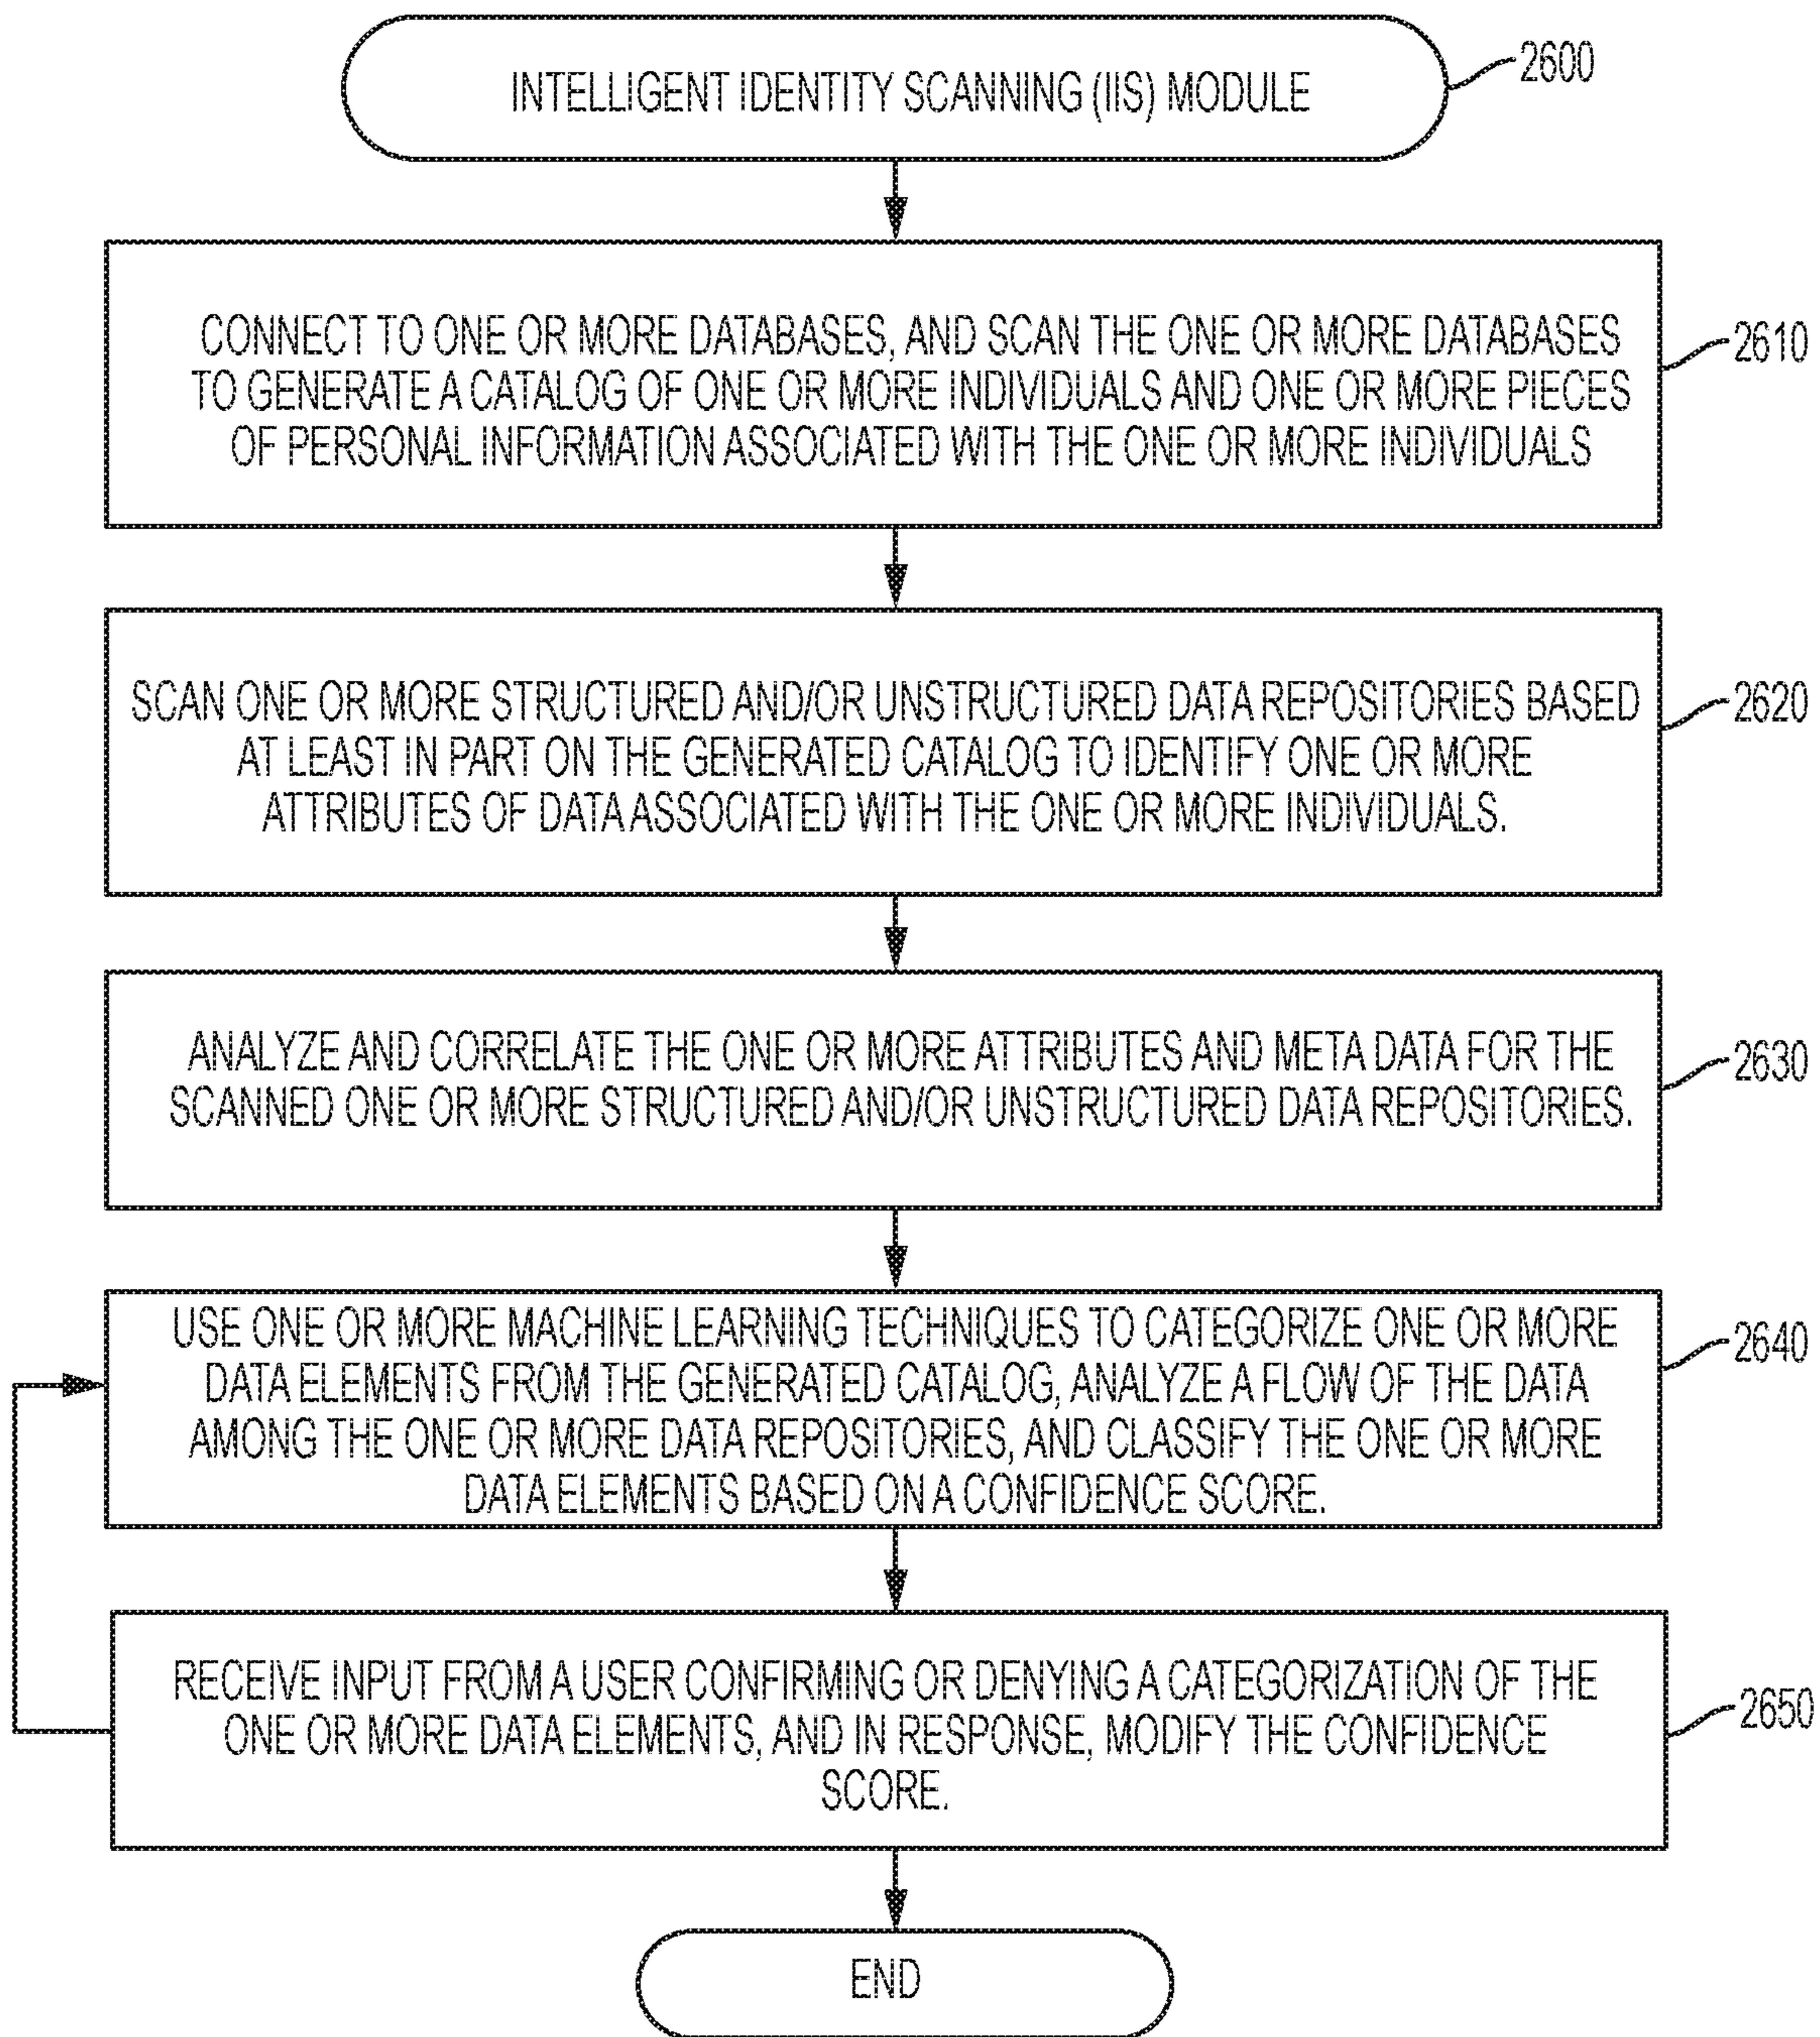 INTELLIGENT IDENTITY SCANNING (IIS) MODULE
2600
CONNECT TO ONE OR MORE DATABASES, AND SCAN THE ONE OR MORE DATABASES
TO GENERATE A CATALOG OF ONE OR MORE INDIVIDUALS AND ONE OR MORE PIECES
OF PERSONAL INFORMATION ASSOCIATED WITH THE ONE OR MORE INDIVIDUALS
2610
SCAN ONE OR MORE STRUCTURED AND/OR UNSTRUCTURED DATA REPOSITORIES BASED
AT LEAST IN PART ON THE GENERATED CATALOG TO IDENTIFY ONE OR MORE
ATTRIBUTES OF DATA ASSOCIATED WITH THE ONE OR MORE INDIVIDUALS.
2620
ANALYZE AND CORRELATE THE ONE OR MORE ATTRIBUTES AND META DATA FOR THE
SCANNED ONE OR MORE STRUCTURED AND/OR UNSTRUCTURED DATA REPOSITORIES.
2630
USE ONE OR MORE MACHINE LEARNING TECHNIQUES TO CATEGORIZE ONE OR MORE
DATA ELEMENTS FROM THE GENERATED CATALOG, ANALYZE A FLOW OF THE DATA
AMONG THE ONE OR MORE DATA REPOSITORIES, AND CLASSIFY THE ONE OR MORE
DATA ELEMENTS BASED ON A CONFIDENCE SCORE.
2640
RECEIVE INPUT FROM A USER CONFIRMING OR DENYING A CATEGORIZATION OF THE
ONE OR MORE DATA ELEMENTS, AND IN RESPONSE, MODIFY THE CONFIDENCE
SCORE.
2650
END